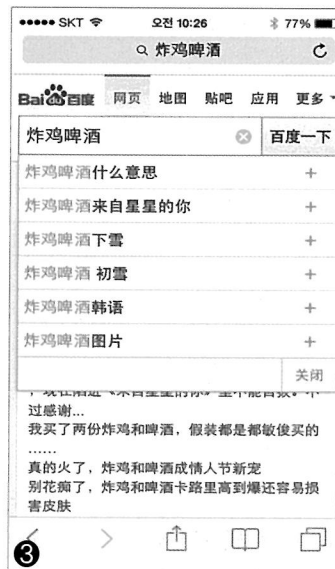 SKT 오전 10:26 77%
炸鸡啤酒
Bai du 百度 网页 地图 贴吧 应用 更多
炸鸡啤酒 百度一下
炸鸡啤酒什么意思
炸鸡啤酒来自星星的你
炸鸡啤酒下雪
炸鸡啤酒 初雪
炸鸡啤酒韩语
炸鸡啤酒图片
关闭
过感谢...
我买了两份炸鸡和啤酒，假装都是都敏俊买的
......
真的火了，炸鸡和啤酒成情人节新宠
别花痴了，炸鸡和啤酒卡路里高到爆还容易损
害皮肤
3